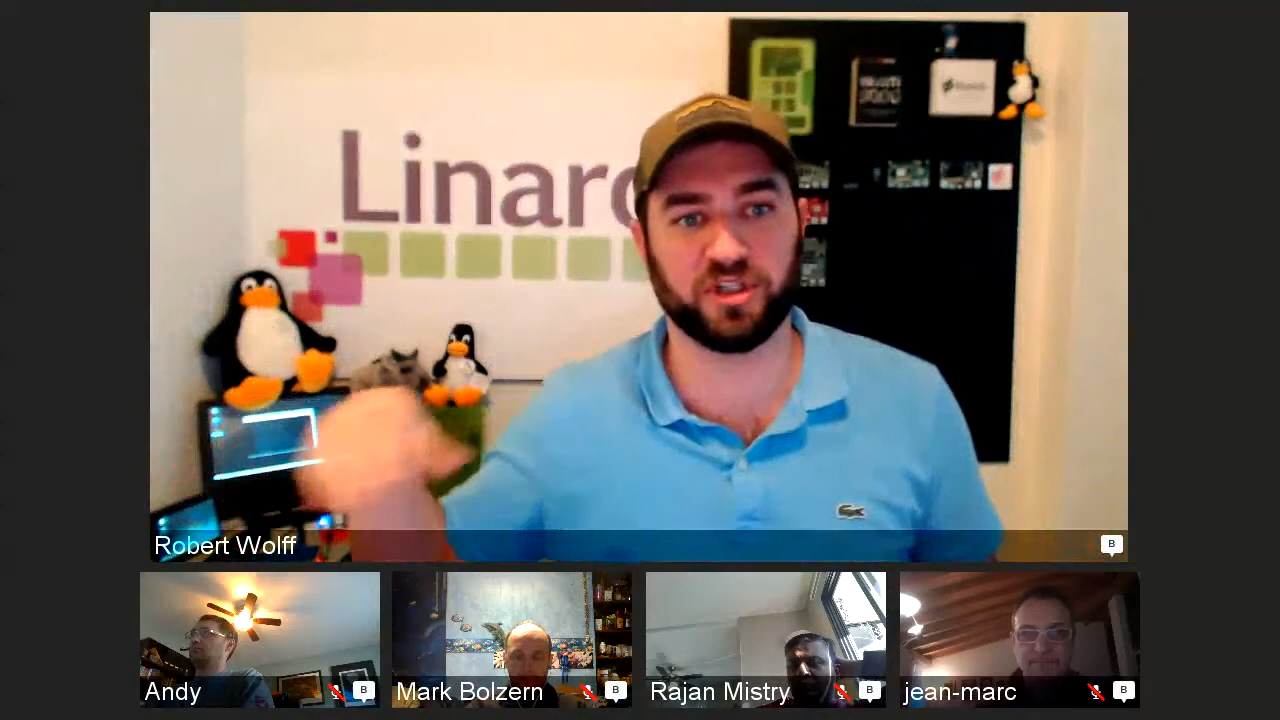 Linaro
Robert Wolff
B
Andy
B
Mark Bolzern
B
Rajan Mistry
B
jean-marc
B